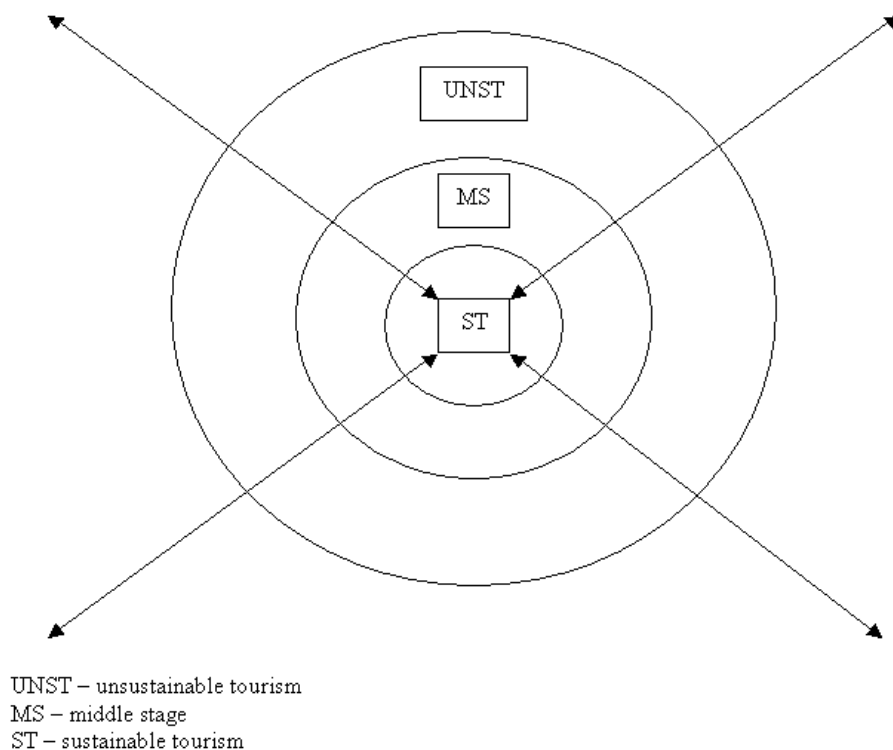 UNST
MS
ST
UNST – unsustainable tourism
MS – middle stage
ST – sustainable tourism